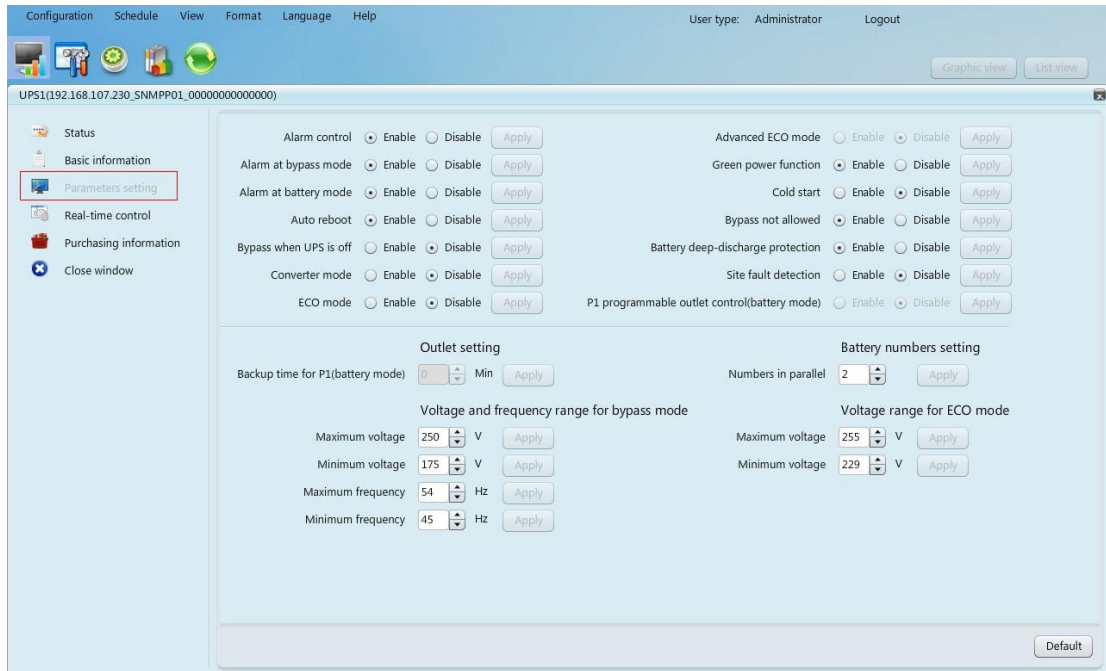 Configuration Schedule View Format Language Help User type: Administrator Logout
Graphic view List view
UPS1(192.168.107.230_SNMPP01_00000000000000)
Status
Basic information
Parameters setting
Real-time control
Purchasing information
Close window
Alarm control Enable Disable Apply Advanced ECO mode Enable Disable Apply
Alarm at bypass mode Enable Disable Apply Green power function Enable Disable Apply
Alarm at battery mode Enable Disable Apply Cold start Enable Disable Apply
Auto reboot Enable Disable Apply Bypass not allowed Enable Disable Apply
Bypass when UPS is off Enable Disable Apply Battery deep-discharge protection Enable Disable Apply
Converter mode Enable Disable Apply Site fault detection Enable Disable Apply
ECO mode Enable Disable Apply P1 programmable outlet control(battery mode) Enable Disable Apply
Outlet setting Battery numbers setting
Backup time for P1(battery mode) 0 Min Apply Numbers in parallel 2 Apply
Voltage and frequency range for bypass mode Voltage range for ECO mode
Maximum voltage 250 V Apply Maximum voltage 255 V Apply
Minimum voltage 175 V Apply Minimum voltage 229 V Apply
Maximum frequency 54 Hz Apply
Minimum frequency 45 Hz Apply
Default